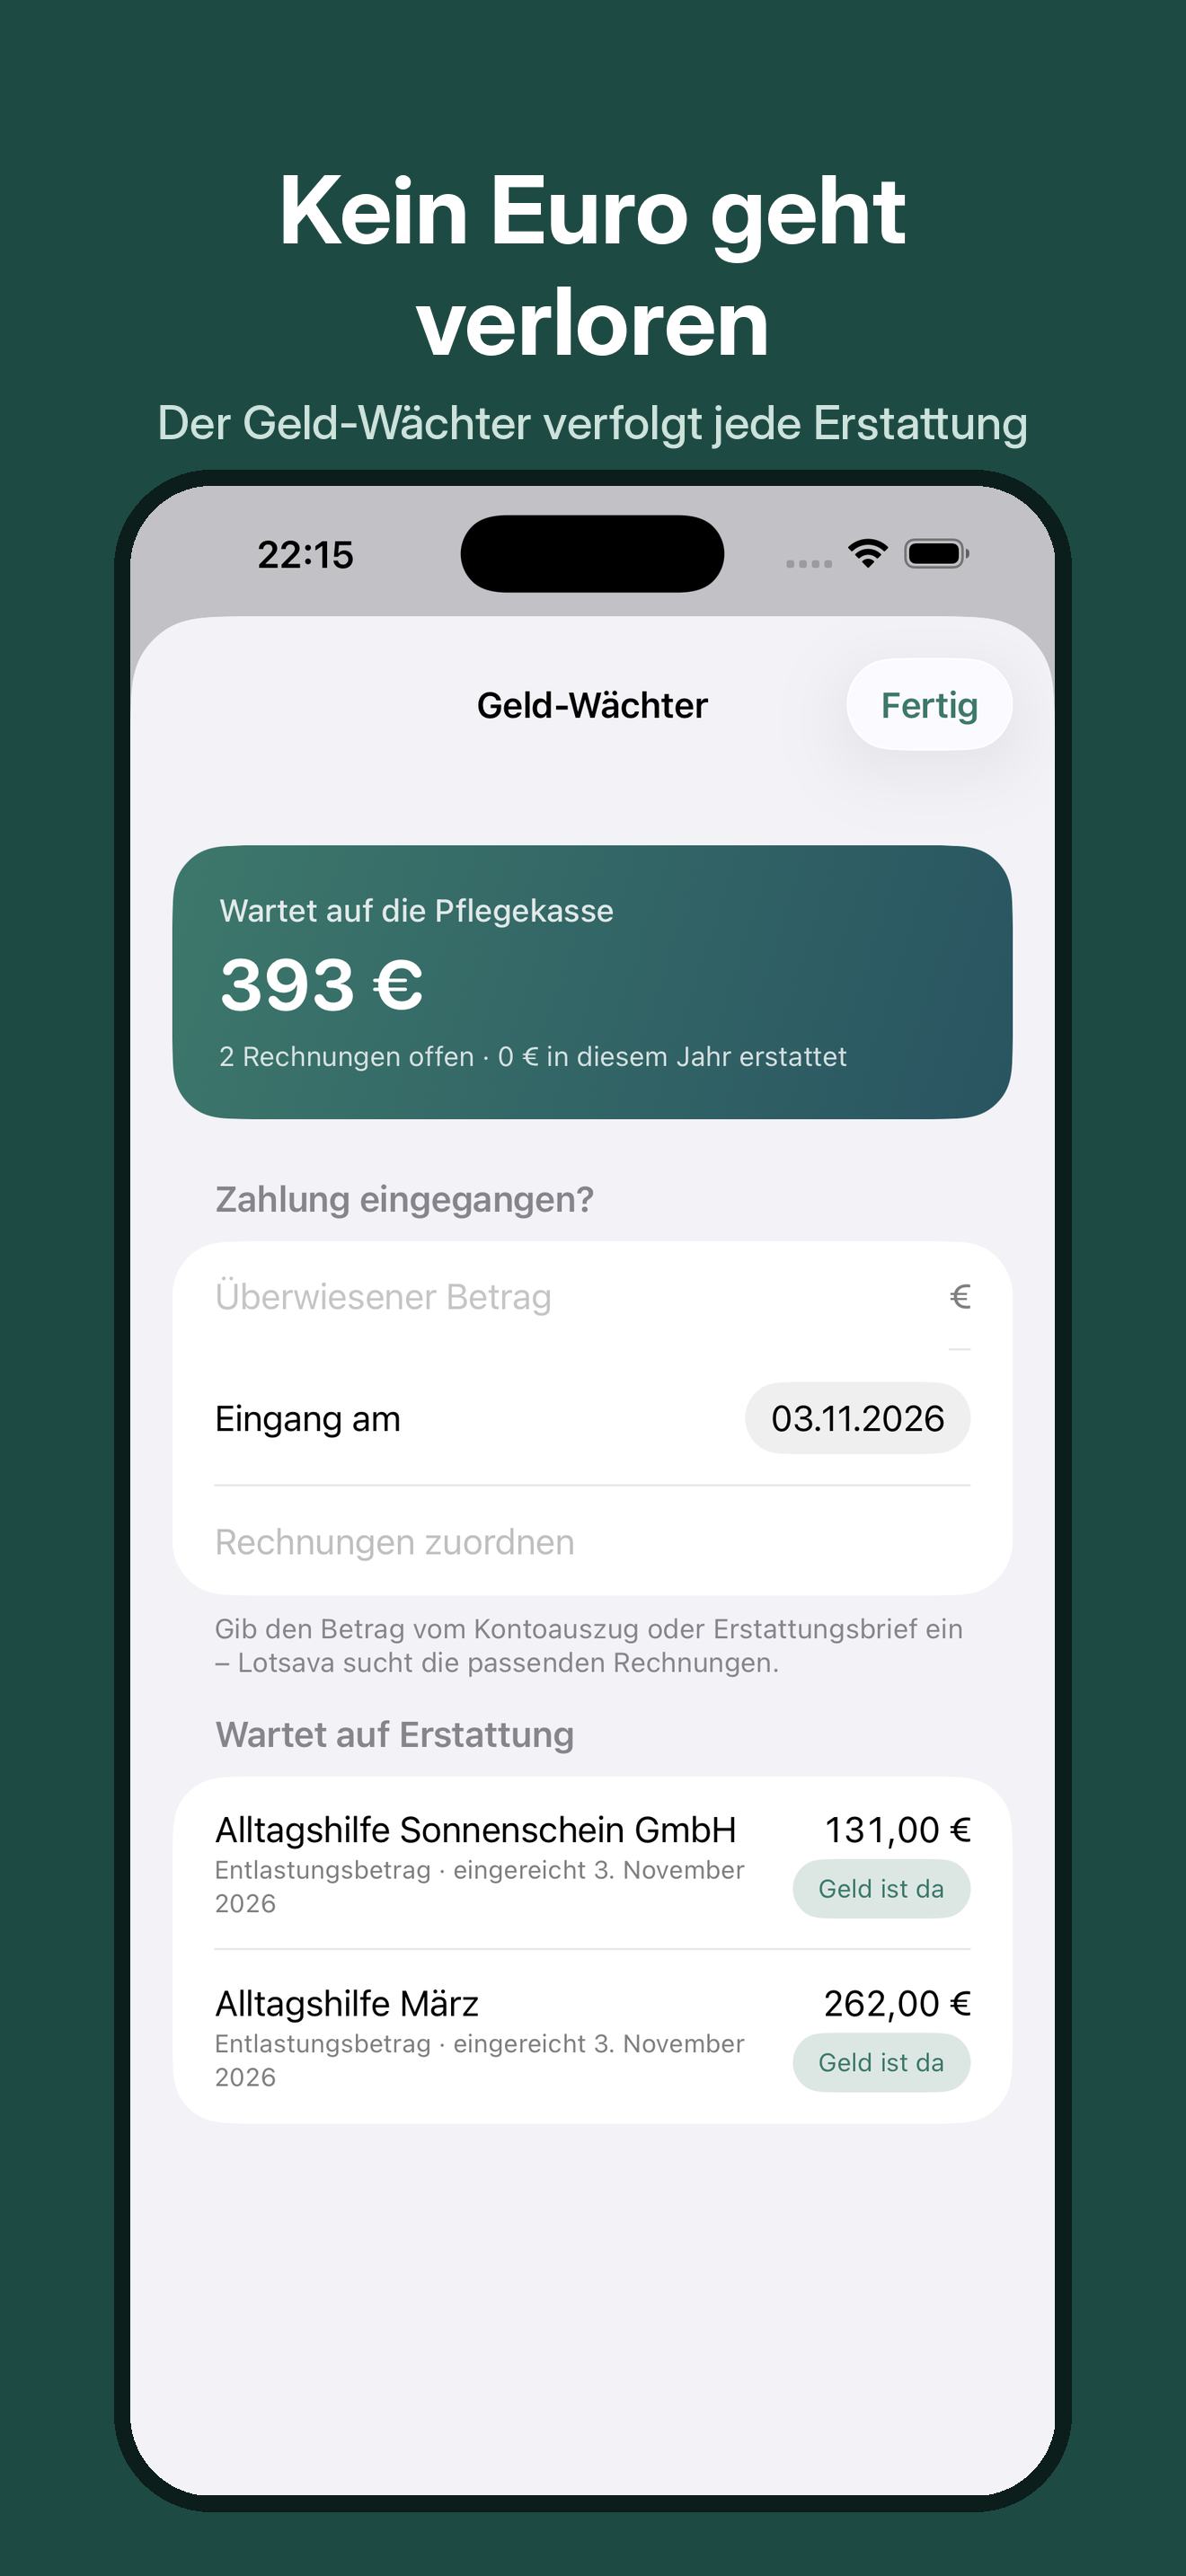 Kein Euro geht
verloren
Der Geld-Wächter verfolgt jede Erstattung
22:15
Geld-Wächter
Fertig
Wartet auf die Pflegekasse
393 €
2 Rechnungen offen · 0 € in diesem Jahr erstattet
Zahlung eingegangen?
Überwiesener Betrag €
Eingang am 03.11.2026
Rechnungen zuordnen
Gib den Betrag vom Kontoauszug oder Erstattungsbrief ein
– Lotsava sucht die passenden Rechnungen.
Wartet auf Erstattung
Alltagshilfe Sonnenschein GmbH 131,00 €
Entlastungsbetrag · eingereicht 3. November
2026
Geld ist da
Alltagshilfe März 262,00 €
Entlastungsbetrag · eingereicht 3. November
2026
Geld ist da